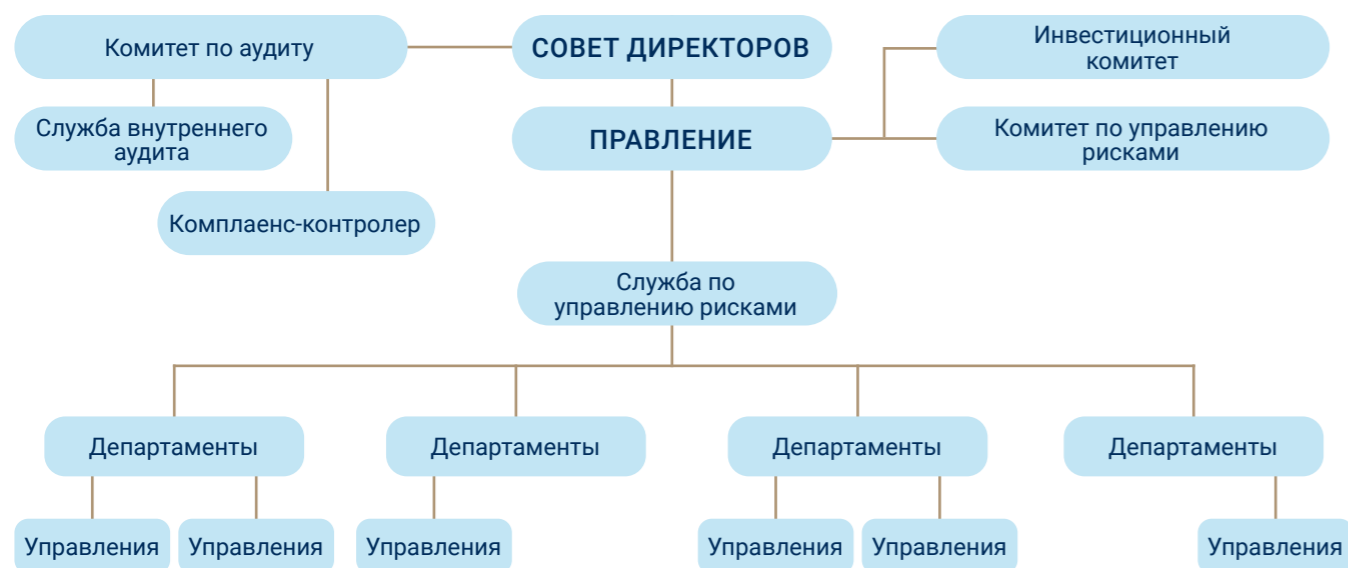 Комитет по аудиту
СОВЕТ ДИРЕКТОРОВ
Инвестиционный
комитет
Служба внутреннего
аудита
ПРАВЛЕНИЕ
Комитет по управлению
рисками
Комплаенс-контролер
Служба по
управлению рисками
Департаменты
Департаменты
Департаменты
Департаменты
Управления
Управления
Управления
Управления
Управления
Управления